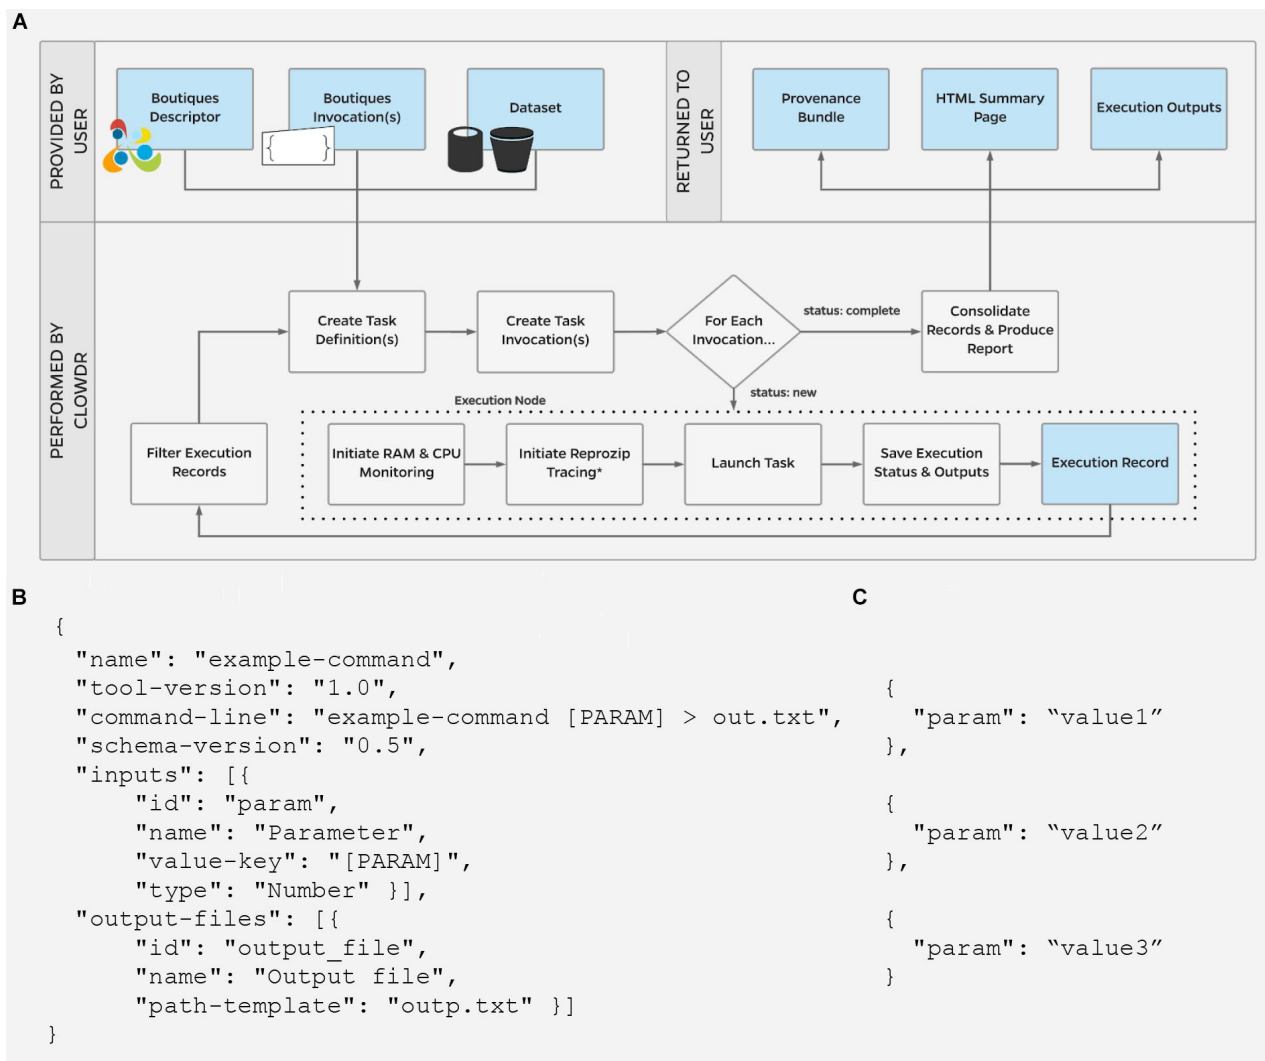 A
PROVIDED BY
USER
Boutiques
Descriptor
Boutiques
Invocation(s)
{ }
Dataset
RETURNED TO
USER
Provenance
Bundle
HTML Summary
Page
Execution Outputs
PERFORMED BY
CLOWDR
Create Task
Definition(s)
Create Task
Invocation(s)
For Each
Invocation...
status: complete
Consolidate
Records & Produce
Report
status: new
Execution Node
Filter Execution
Records
Initiate RAM & CPU
Monitoring
Initiate Reprozip
Tracing*
Launch Task
Save Execution
Status & Outputs
Execution Record
B
{
"name": "example-command",
"tool-version": "1.0",
"command-line": "example-command [PARAM] > out.txt",
"schema-version": "0.5",
"inputs": [{
"id": "param",
"name": "Parameter",
"value-key": "[PARAM]",
"type": "Number" }],
"output-files": [{
"id": "output_file",
"name": "Output file",
"path-template": "outp.txt" }]
}
C
{
"param": “value1”
},
{
"param": “value2”
},
{
"param": “value3”
}